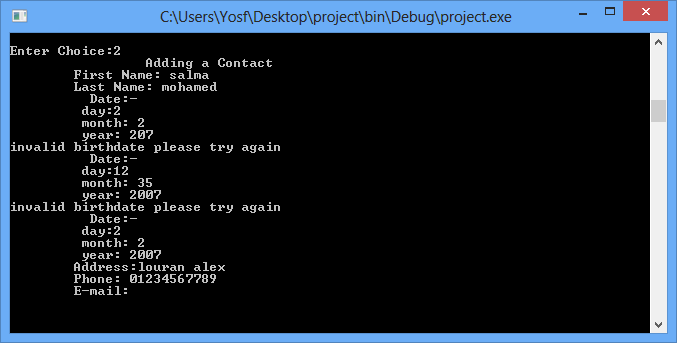 C:\Users\Yosf\Desktop\project\bin\Debug\project.exe
Enter Choice:2
Adding a Contact
First Name: salma
Last Name: mohamed
Date:-
day:2
month: 2
year: 207
invalid birthdate please try again
Date:-
day:12
month: 35
year: 2007
invalid birthdate please try again
Date:-
day:2
month: 2
year: 2007
Address:louran alex
Phone: 01234567789
E-mail: